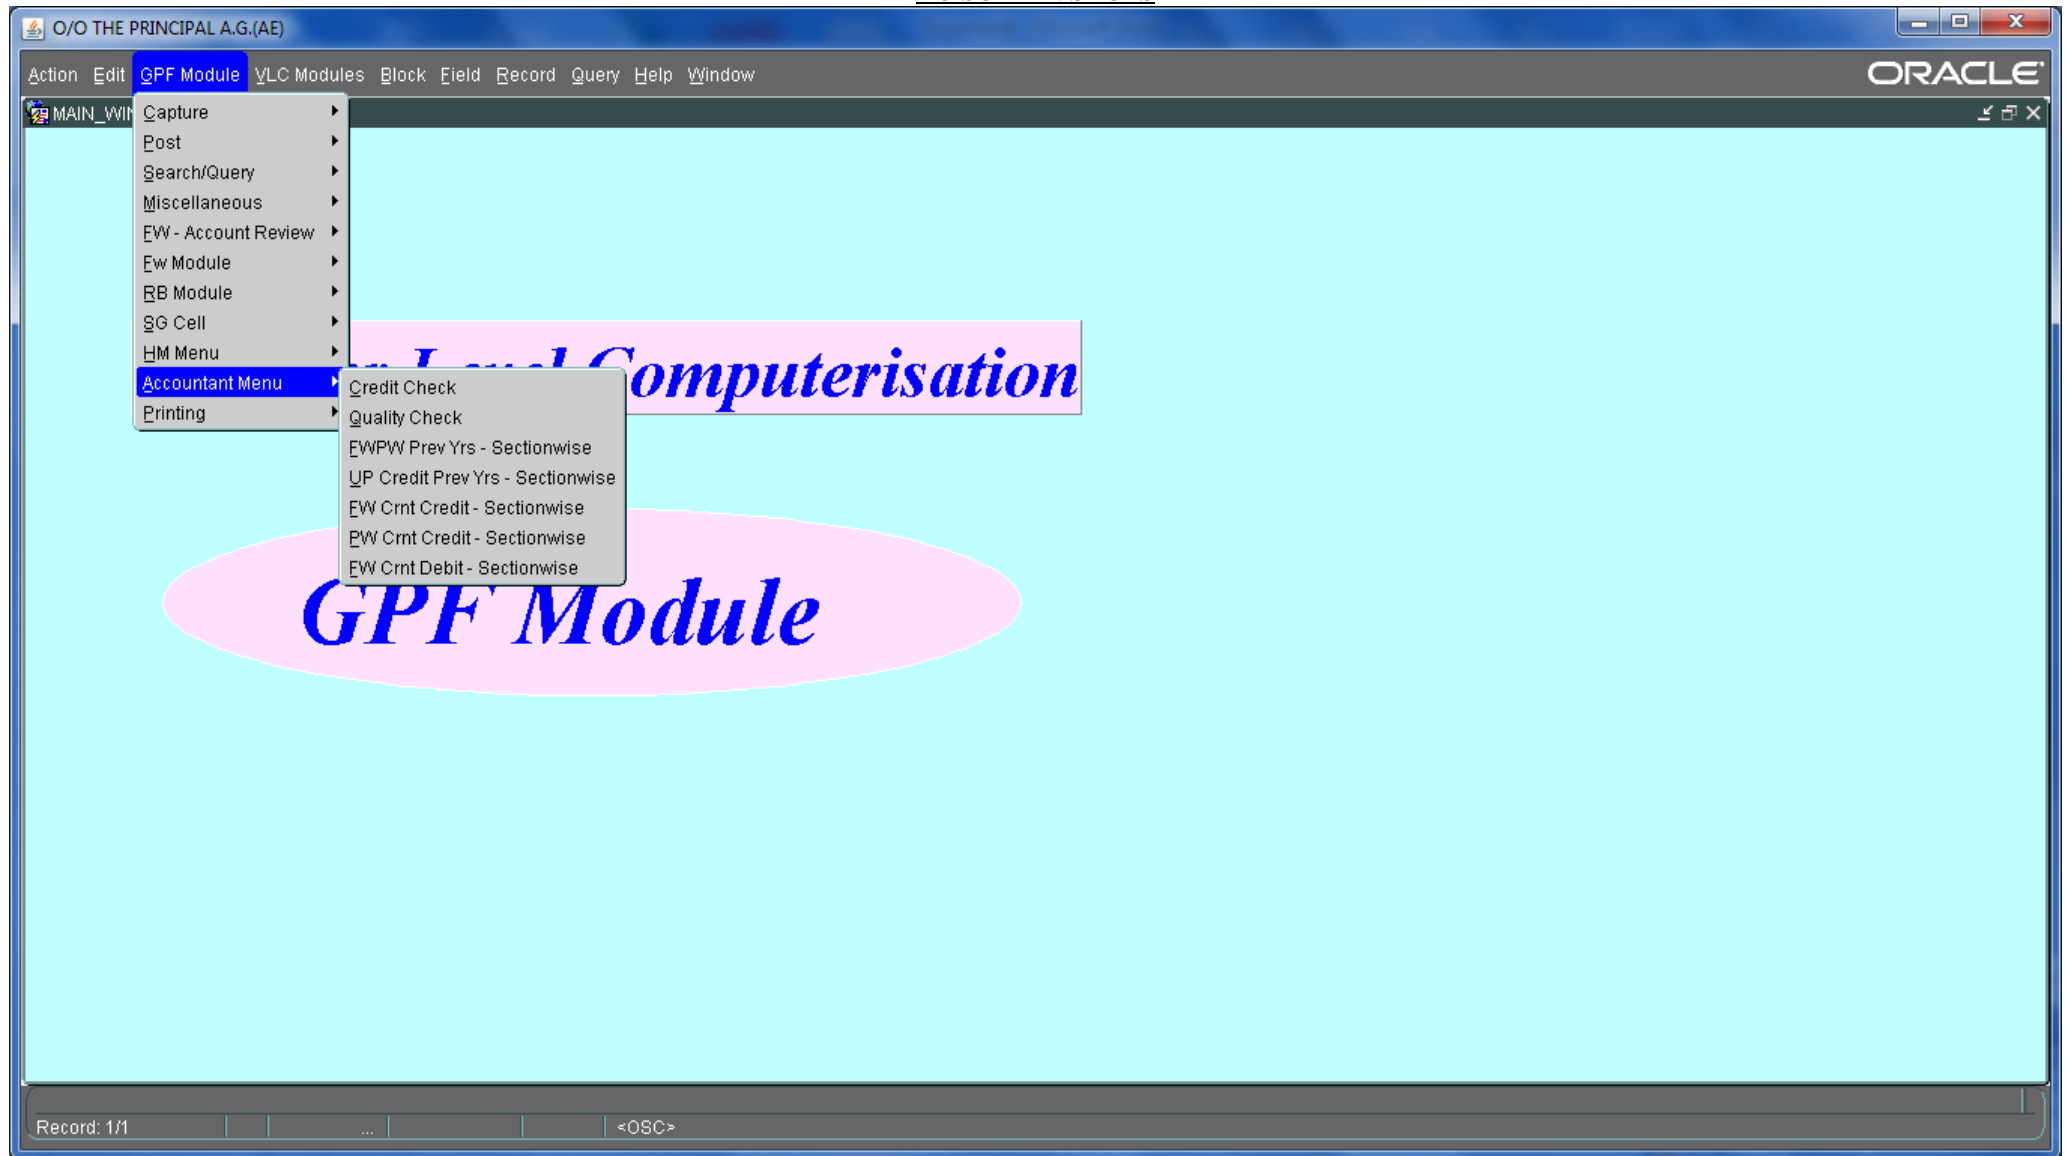 O/O THE PRINCIPAL A.G.(AE)
Action Edit GPF Module VLC Modules Block Field Record Query Help Window
ORACLE
MAIN_WIN
Capture
Post
Search/Query
Miscellaneous
FW - Account Review
Fw Module
RB Module
SG Cell
HM Menu
Accountant Menu
Printing
Credit Check
Quality Check
FWPW Prev Yrs - Sectionwise
UP Credit Prev Yrs - Sectionwise
FW Crnt Credit - Sectionwise
PW Crnt Credit - Sectionwise
FW Crnt Debit - Sectionwise
Level Computerisation
GPF Module
Record: 1/1 ... <OSC>